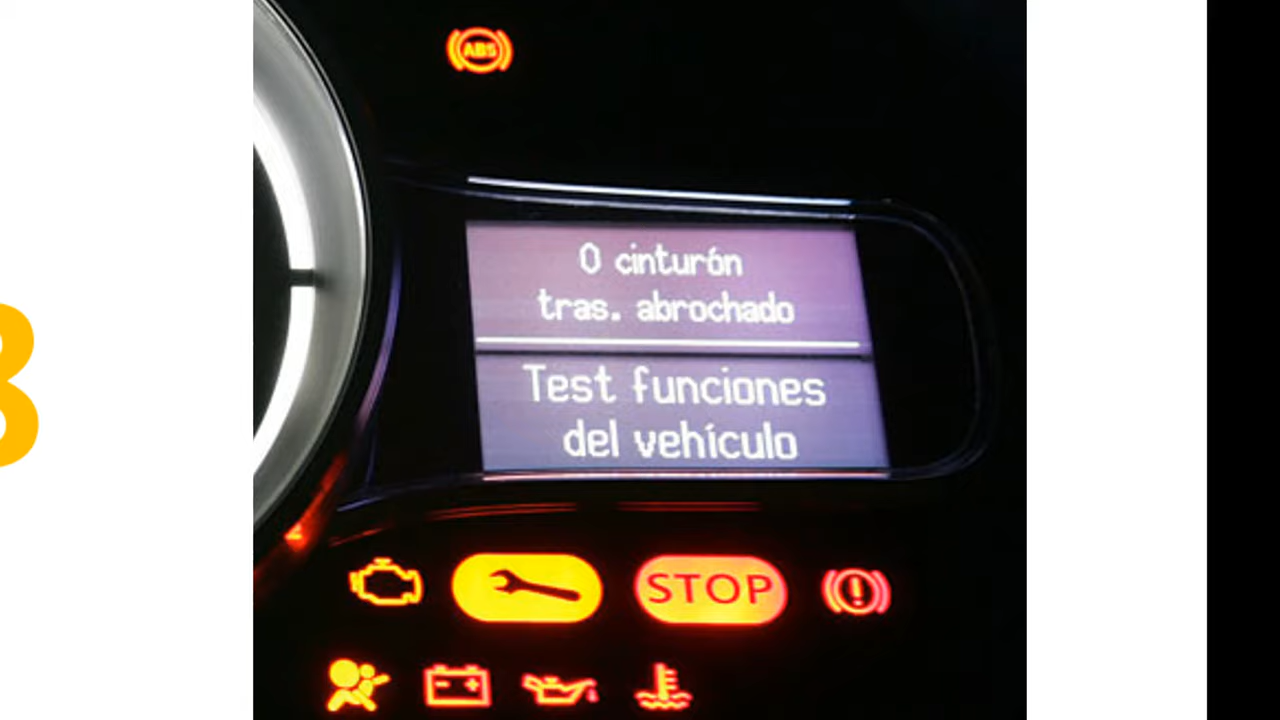 ABS
0 cinturón
tras. abrochado
Test funciones
del vehículo
STOP